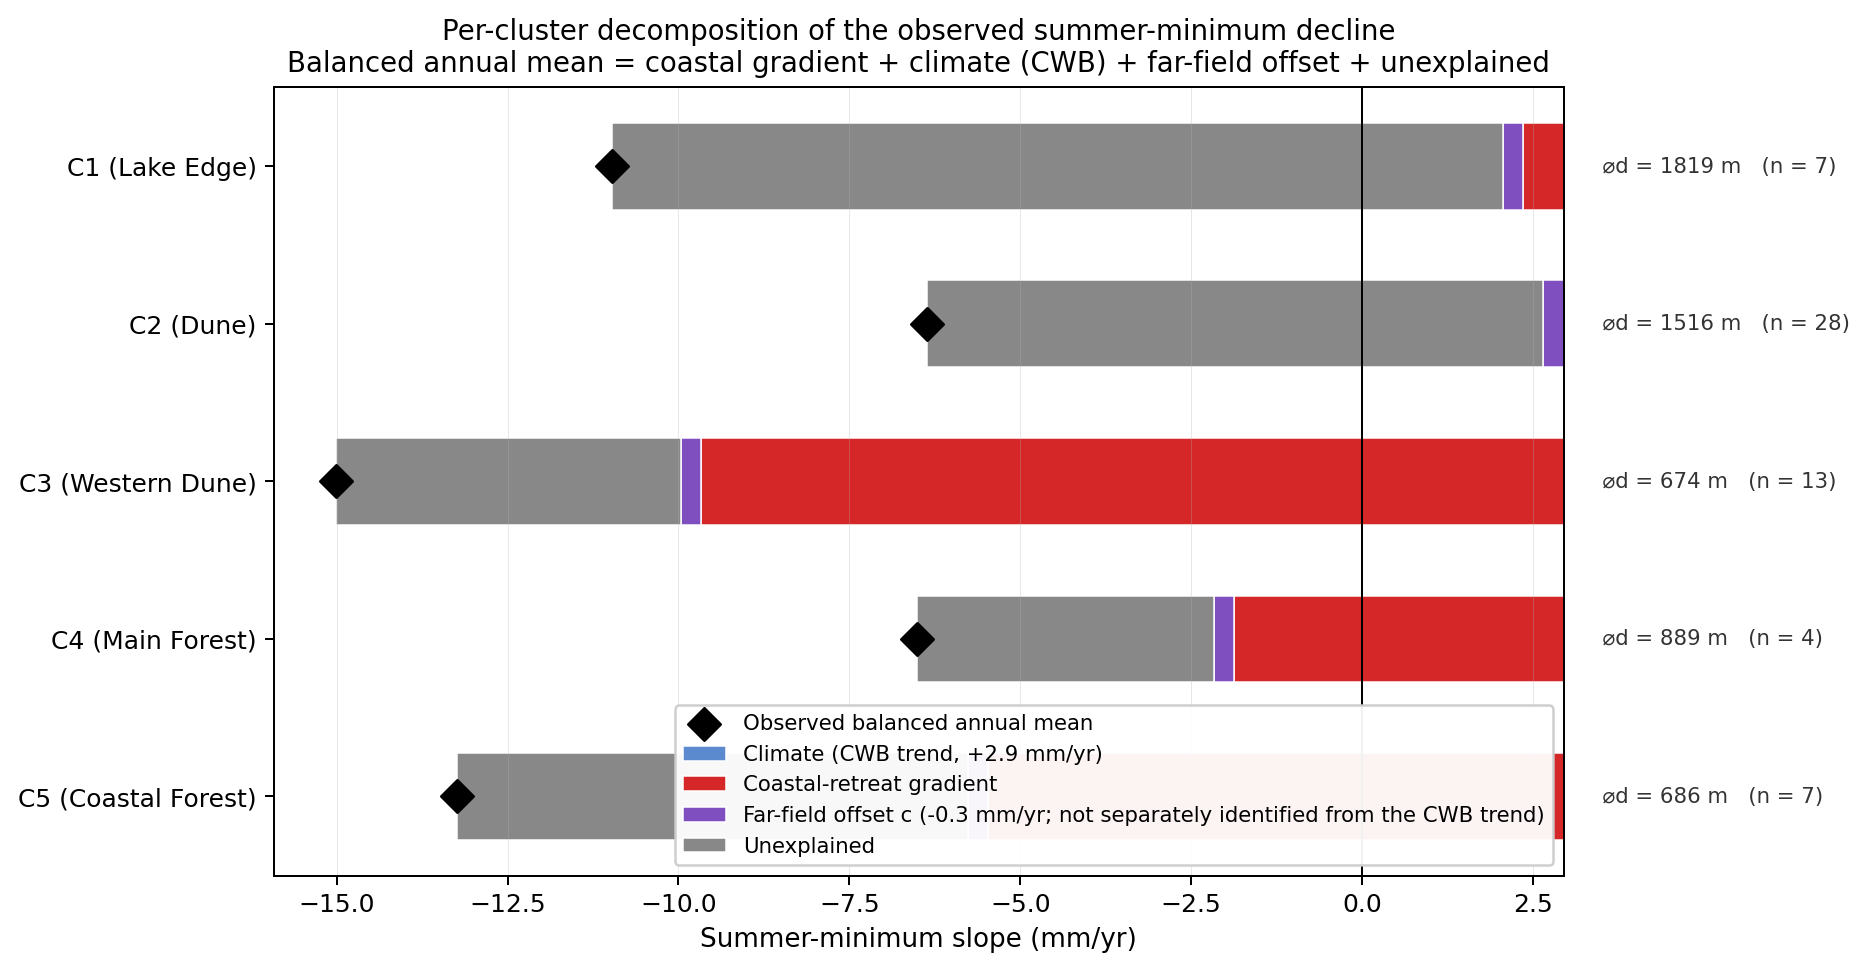 Per-cluster decomposition of the observed summer-minimum decline
Balanced annual mean = coastal gradient + climate (CWB) + far-field offset + unexplained
C1 (Lake Edge)
⌀d = 1819 m (n = 7)
C2 (Dune)
⌀d = 1516 m (n = 28)
C3 (Western Dune)
⌀d = 674 m (n = 13)
C4 (Main Forest)
⌀d = 889 m (n = 4)
C5 (Coastal Forest)
⌀d = 686 m (n = 7)
Observed balanced annual mean
Climate (CWB trend, +2.9 mm/yr)
Coastal-retreat gradient
Far-field offset c (-0.3 mm/yr; not separately identified from the CWB trend)
Unexplained
−15.0 −12.5 −10.0 −7.5 −5.0 −2.5 0.0 2.5
Summer-minimum slope (mm/yr)